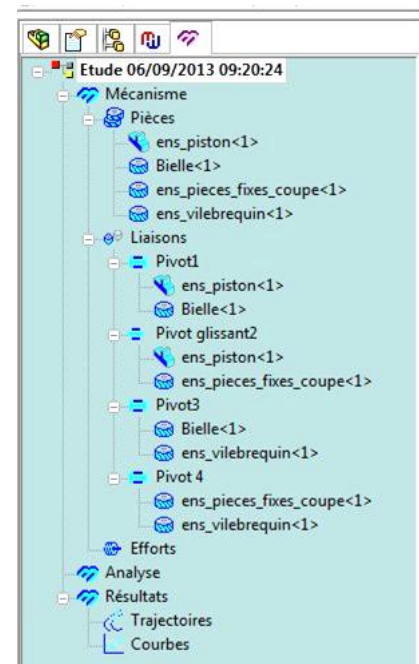 Etude 06/09/2013 09:20:24
Mécanisme
Pièces
ens_piston<1>
Bielle<1>
ens_pieces_fixes_coupe<1>
ens_vilebrequin<1>
Liaisons
Pivot1
ens_piston<1>
Bielle<1>
Pivot glissant2
ens_piston<1>
ens_pieces_fixes_coupe<1>
Pivot3
Bielle<1>
ens_vilebrequin<1>
Pivot 4
ens_pieces_fixes_coupe<1>
ens_vilebrequin<1>
Efforts
Analyse
Résultats
Trajectoires
Courbes